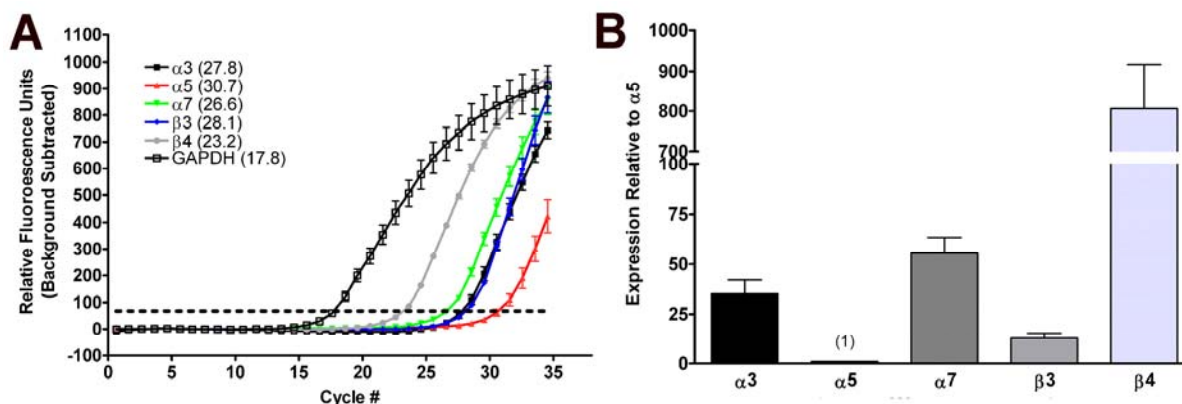 A
Relative Fluoroescence Units
(Background Subtracted)
1100
1000
900
800
700
600
500
400
300
200
100
0
-100
α3 (27.8)
α5 (30.7)
α7 (26.6)
β3 (28.1)
β4 (23.2)
GAPDH (17.8)
0 5 10 15 20 25 30 35
Cycle #
B
Expression Relative to α5
1000
900
800
700
100
75
50
25
0
(1)
α3 α5 α7 β3 β4